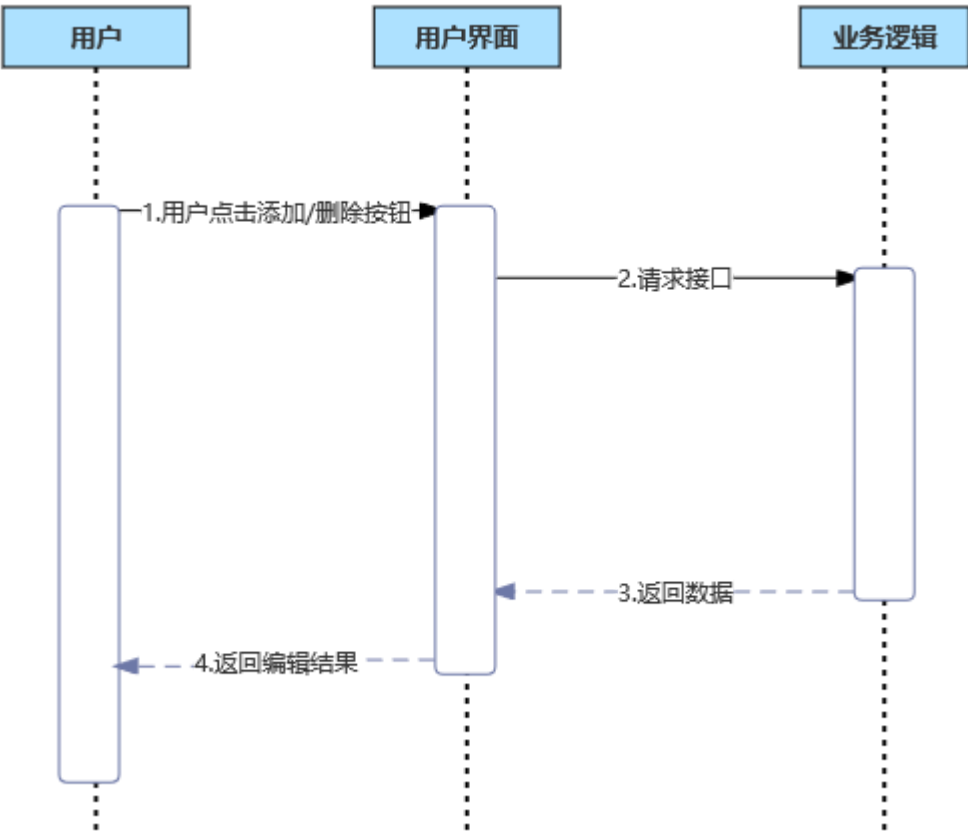 用户
用户界面
业务逻辑
1.用户点击添加/删除按钮
2.请求接口
3.返回数据
4.返回编辑结果